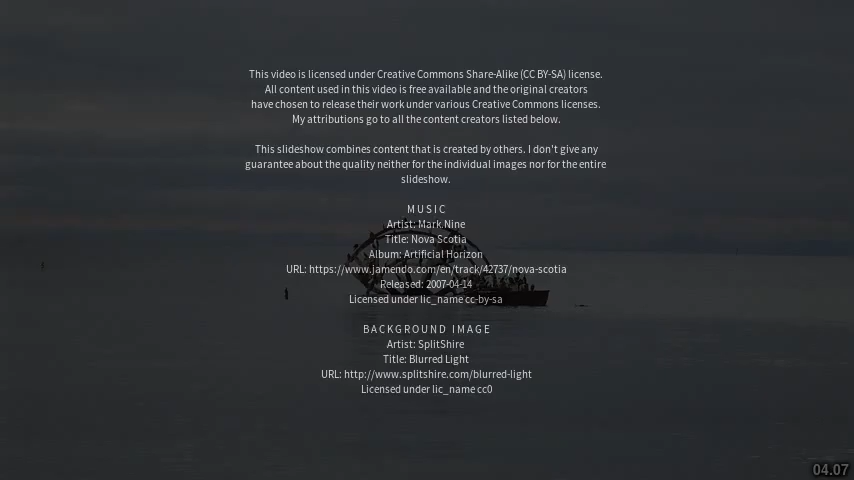 This video is licensed under Creative Commons Share-Alike (CC BY-SA) license.
All content used in this video is free available and the original creators
have chosen to release their work under various Creative Commons licenses.
My attributions go to all the content creators listed below.
This slideshow combines content that is created by others. I don't give any
guarantee about the quality neither for the individual images nor for the entire
slideshow.
MUSIC
Artist: Mark.Nine
Title: Nova Scotia
Album: Artificial Horizon
URL: https://www.jamendo.com/en/track/42737/nova-scotia
Released: 2007-04-14
Licensed under lic_name cc-by-sa
BACKGROUND IMAGE
Artist: SplitShire
Title: Blurred Light
URL: http://www.splitshire.com/blurred-light
Licensed under lic_name cc0
04.07